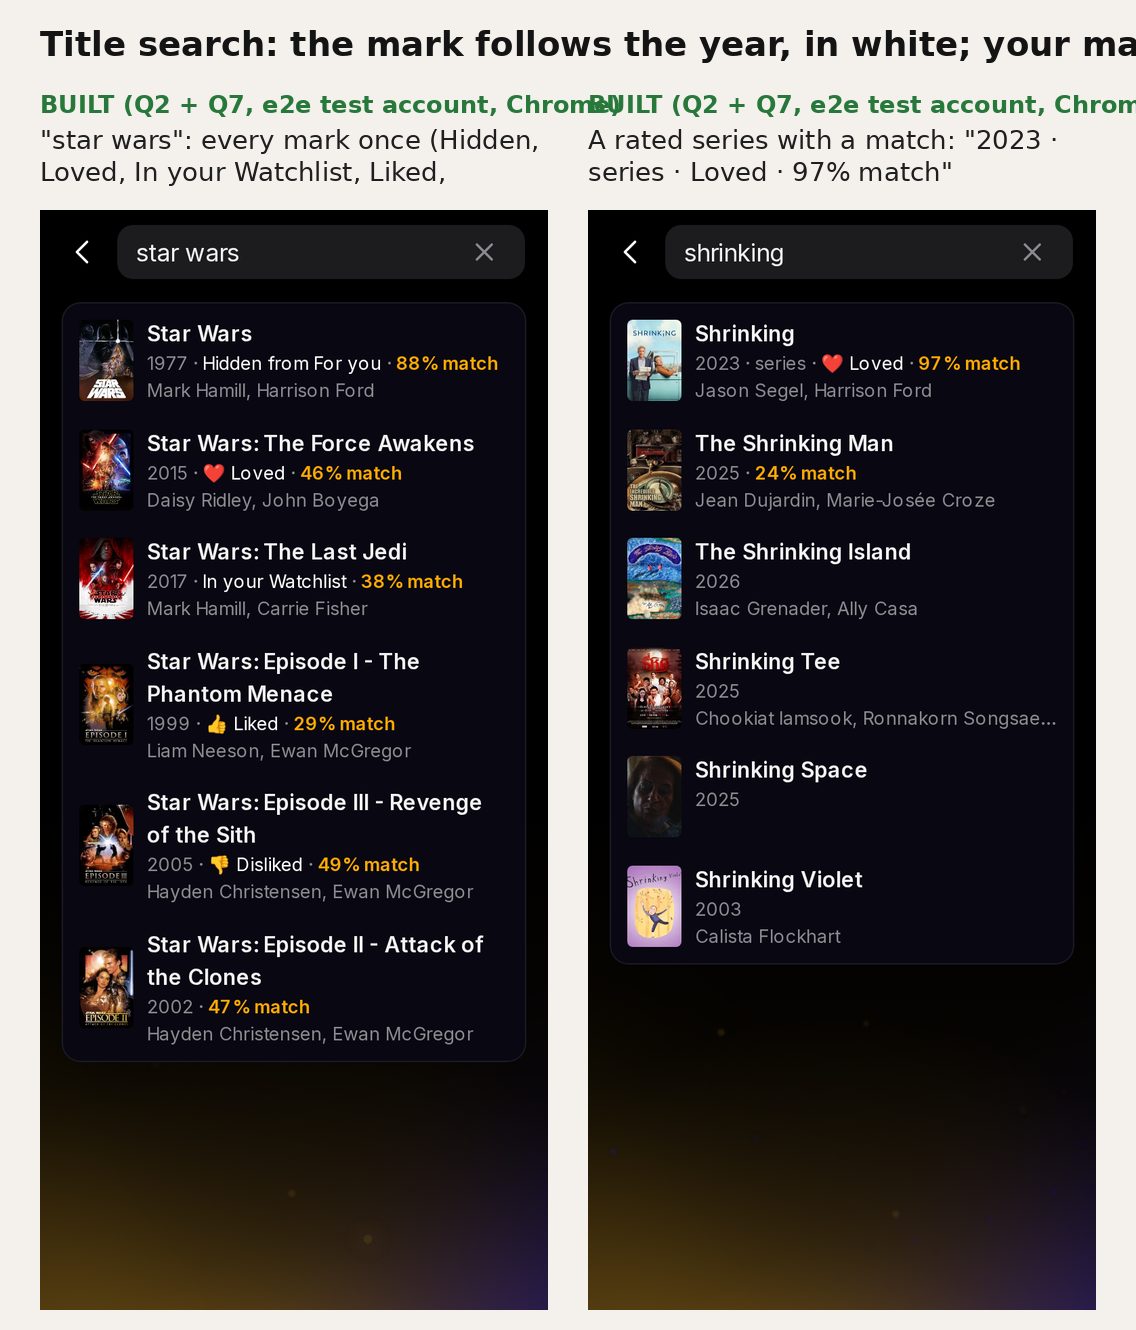 Title search: the mark follows the year, in white; your ma
BUILT (Q2 + Q7, e2e test account, Chrome)
"star wars": every mark once (Hidden,
Loved, In your Watchlist, Liked,
star wars
Star Wars
1977 · Hidden from For you · 88% match
Mark Hamill, Harrison Ford
Star Wars: The Force Awakens
2015 · ❤️ Loved · 46% match
Daisy Ridley, John Boyega
Star Wars: The Last Jedi
2017 · In your Watchlist · 38% match
Mark Hamill, Carrie Fisher
Star Wars: Episode I - The
Phantom Menace
1999 · 👍 Liked · 29% match
Liam Neeson, Ewan McGregor
Star Wars: Episode III - Revenge
of the Sith
2005 · 👎 Disliked · 49% match
Hayden Christensen, Ewan McGregor
Star Wars: Episode II - Attack of
the Clones
2002 · 47% match
Hayden Christensen, Ewan McGregor
BUILT (Q2 + Q7, e2e test account, Chrom
A rated series with a match: "2023 ·
series · Loved · 97% match"
shrinking
SHRINKING
Shrinking
2023 · series · ❤️ Loved · 97% match
Jason Segel, Harrison Ford
The Shrinking Man
2025 · 24% match
Jean Dujardin, Marie-Josée Croze
The Shrinking Island
2026
Isaac Grenader, Ally Casa
Shrinking Tee
2025
Chookiat Iamsook, Ronnakorn Songsae...
Shrinking Space
2025
Shrinking Violet
2003
Calista Flockhart